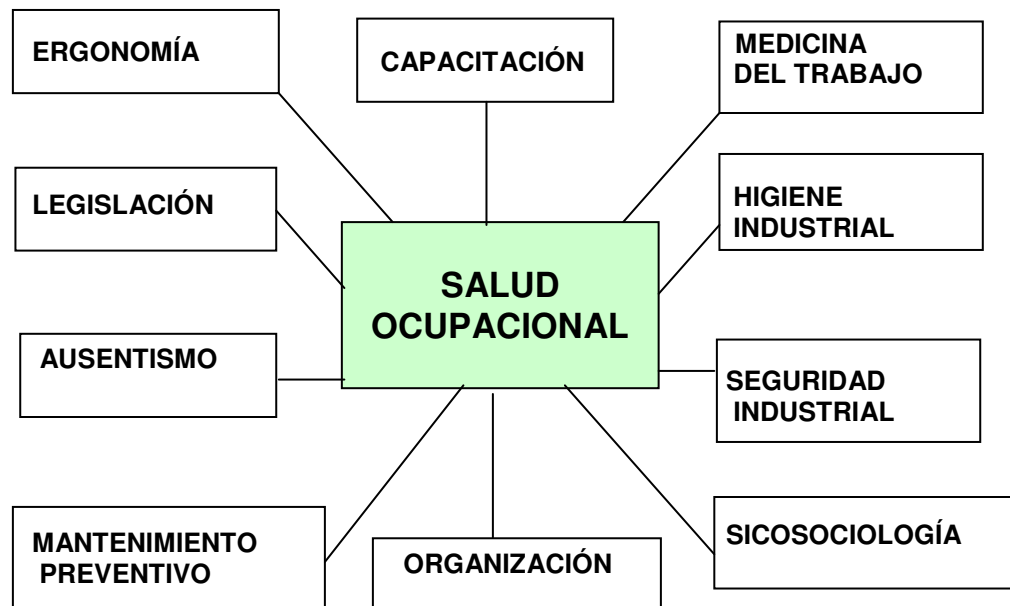 ERGONOMÍA
CAPACITACIÓN
MEDICINA
DEL TRABAJO
LEGISLACIÓN
HIGIENE
INDUSTRIAL
SALUD
OCUPACIONAL
AUSENTISMO
SEGURIDAD
INDUSTRIAL
MANTENIMIENTO
PREVENTIVO
ORGANIZACIÓN
SICOSOCIOLOGÍA